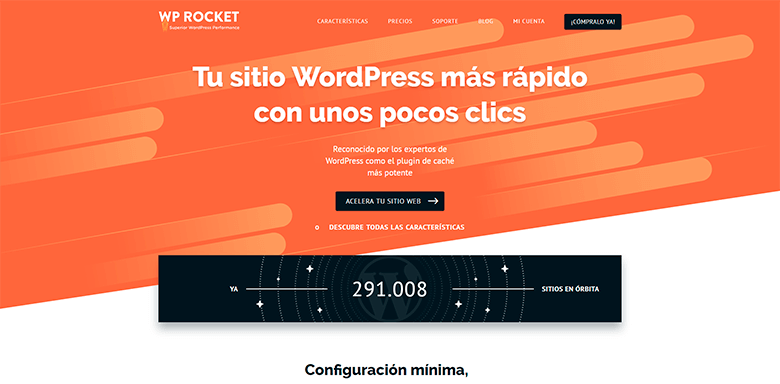 WP ROCKET
Superior WordPress Performance
CARACTERÍSTICAS PRECIOS SOPORTE BLOG MI CUENTA ¡CÓMPRALO YA!
Tu sitio WordPress más rápido
con unos pocos clics
Reconocido por los expertos de
WordPress como el plugin de caché
más potente
ACELERA TU SITIO WEB
o DESCUBRE TODAS LAS CARACTERÍSTICAS
YA 291.008 SITIOS EN ÓRBITA
Configuración mínima,